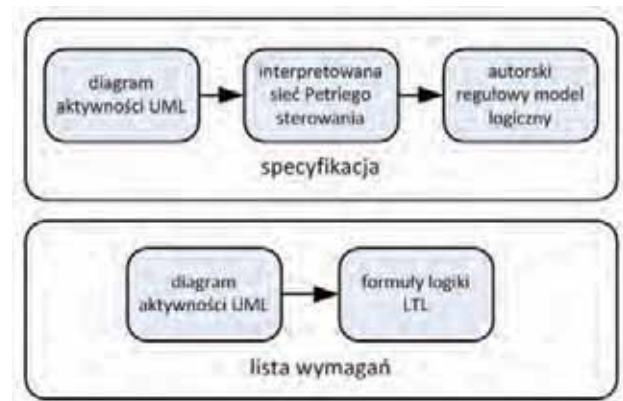 diagram
aktywności UML
interpretowana
sieć Petriego
sterowania
autorski
regułowy model
logiczny
specyfikacja
diagram
aktywności UML
formuły logiki
LTL
lista wymagań